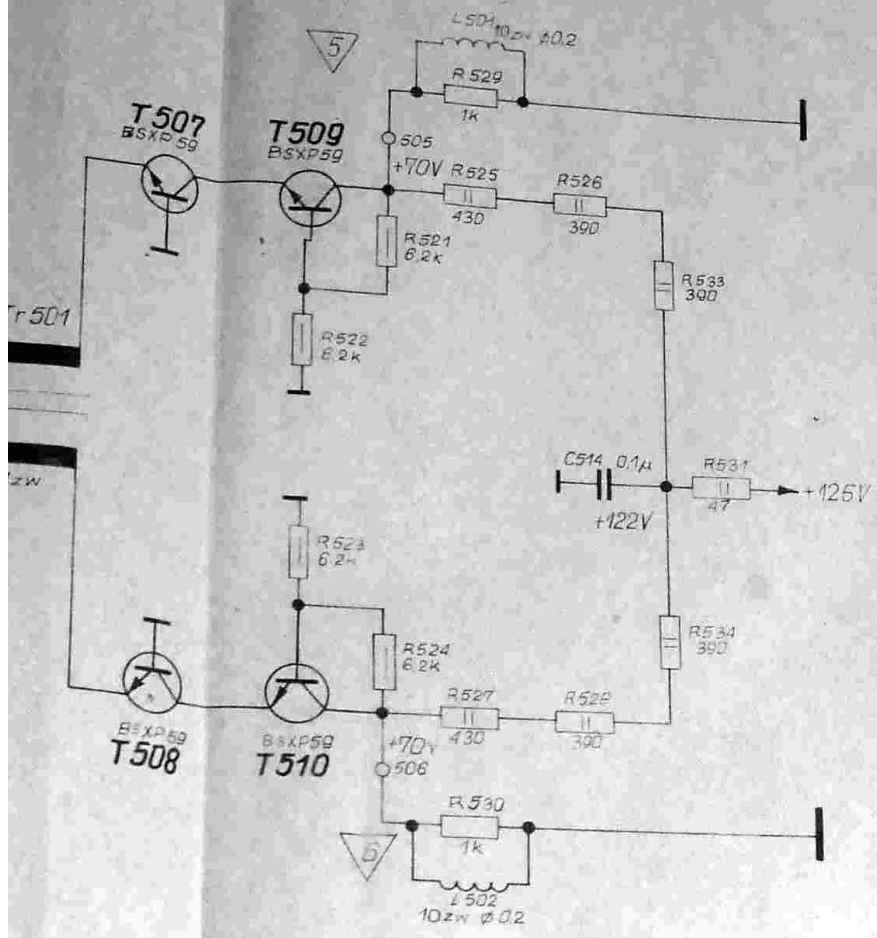 L501
10zw Ø0.2
5
R529
1k
T507
BSXP59
T509
BSXP59
505
+70V
R525
430
R526
390
R521
6.2k
R533
390
Tr501
R522
6.2k
C514 0.1µ
R531
47
+125V
+122V
zw
R523
6.2k
R524
6.2k
R534
390
R527
430
R528
390
BSXP59
T508
BSXP59
T510
+70V
506
R530
1k
6
L502
10zw Ø0.2